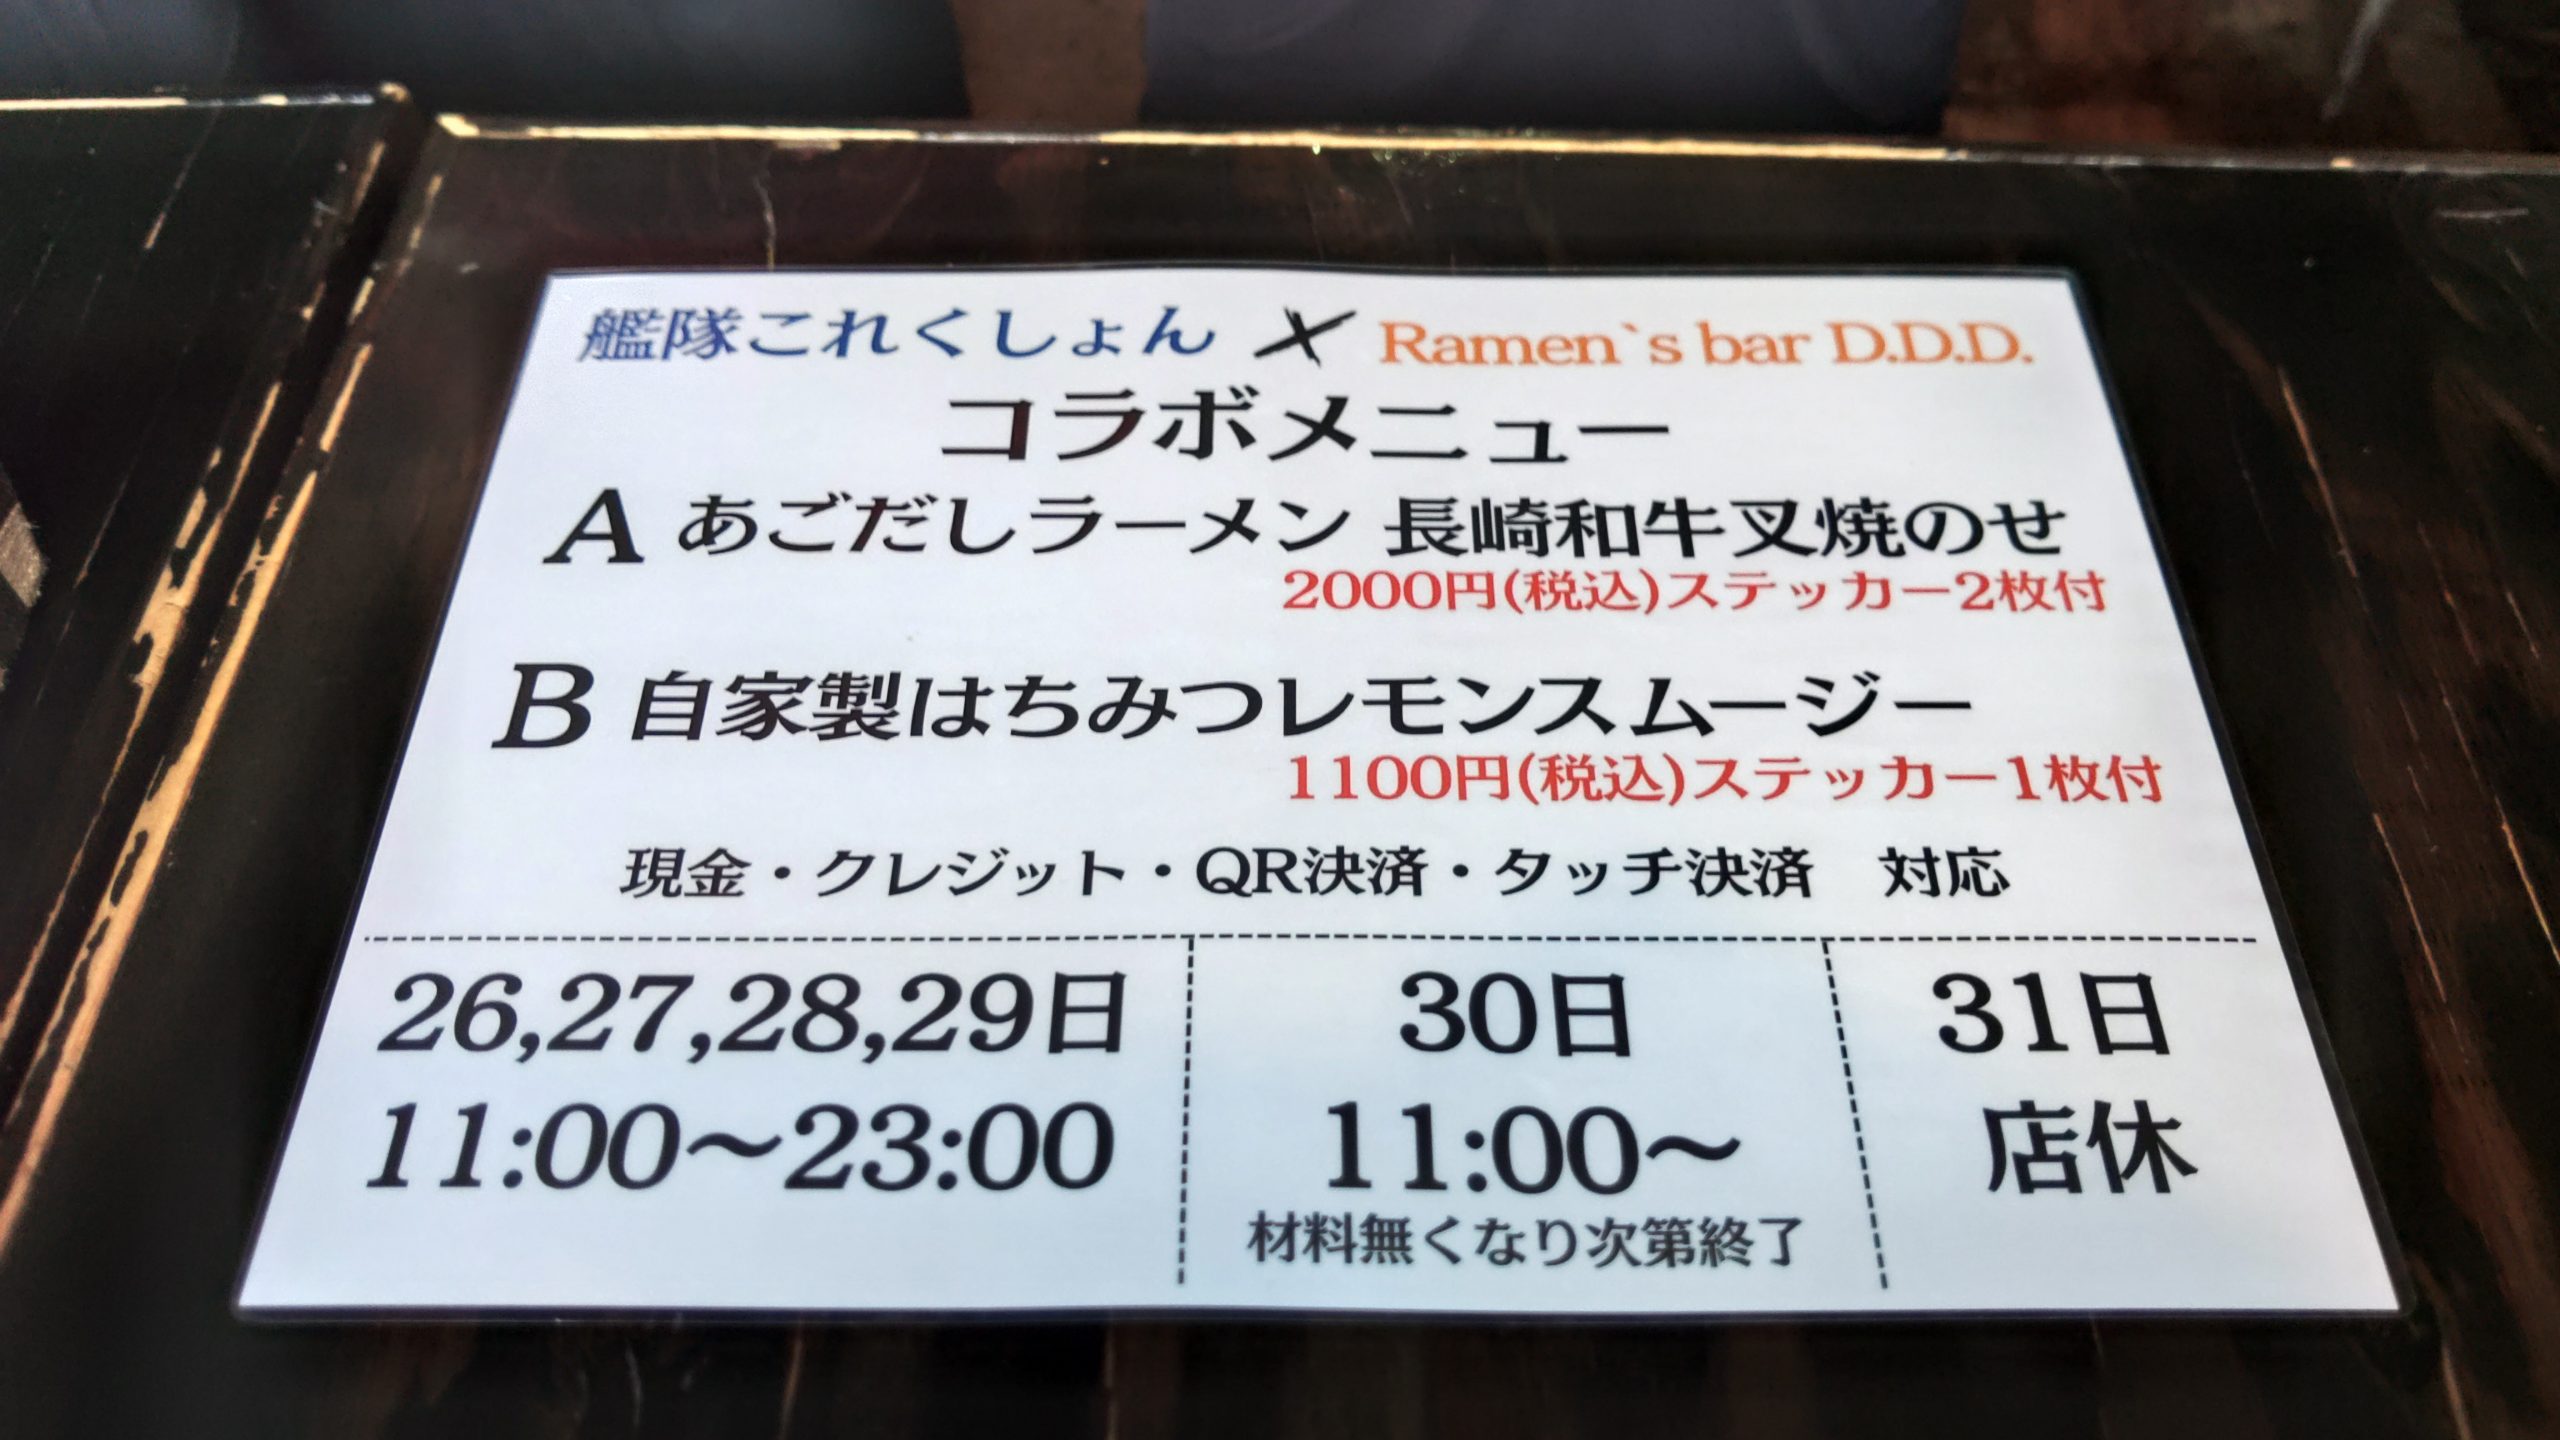 艦隊これくしょん × Ramen`s bar D.D.D.
コラボメニュー
A あごだしラーメン 長崎和牛叉焼のせ
2000円(税込)ステッカー2枚付
B 自家製はちみつレモンスムージー
1100円(税込)ステッカー1枚付
現金・クレジット・QR決済・タッチ決済　対応
26,27,28,29日
11:00〜23:00
30日
11:00〜
材料無くなり次第終了
31日
店休